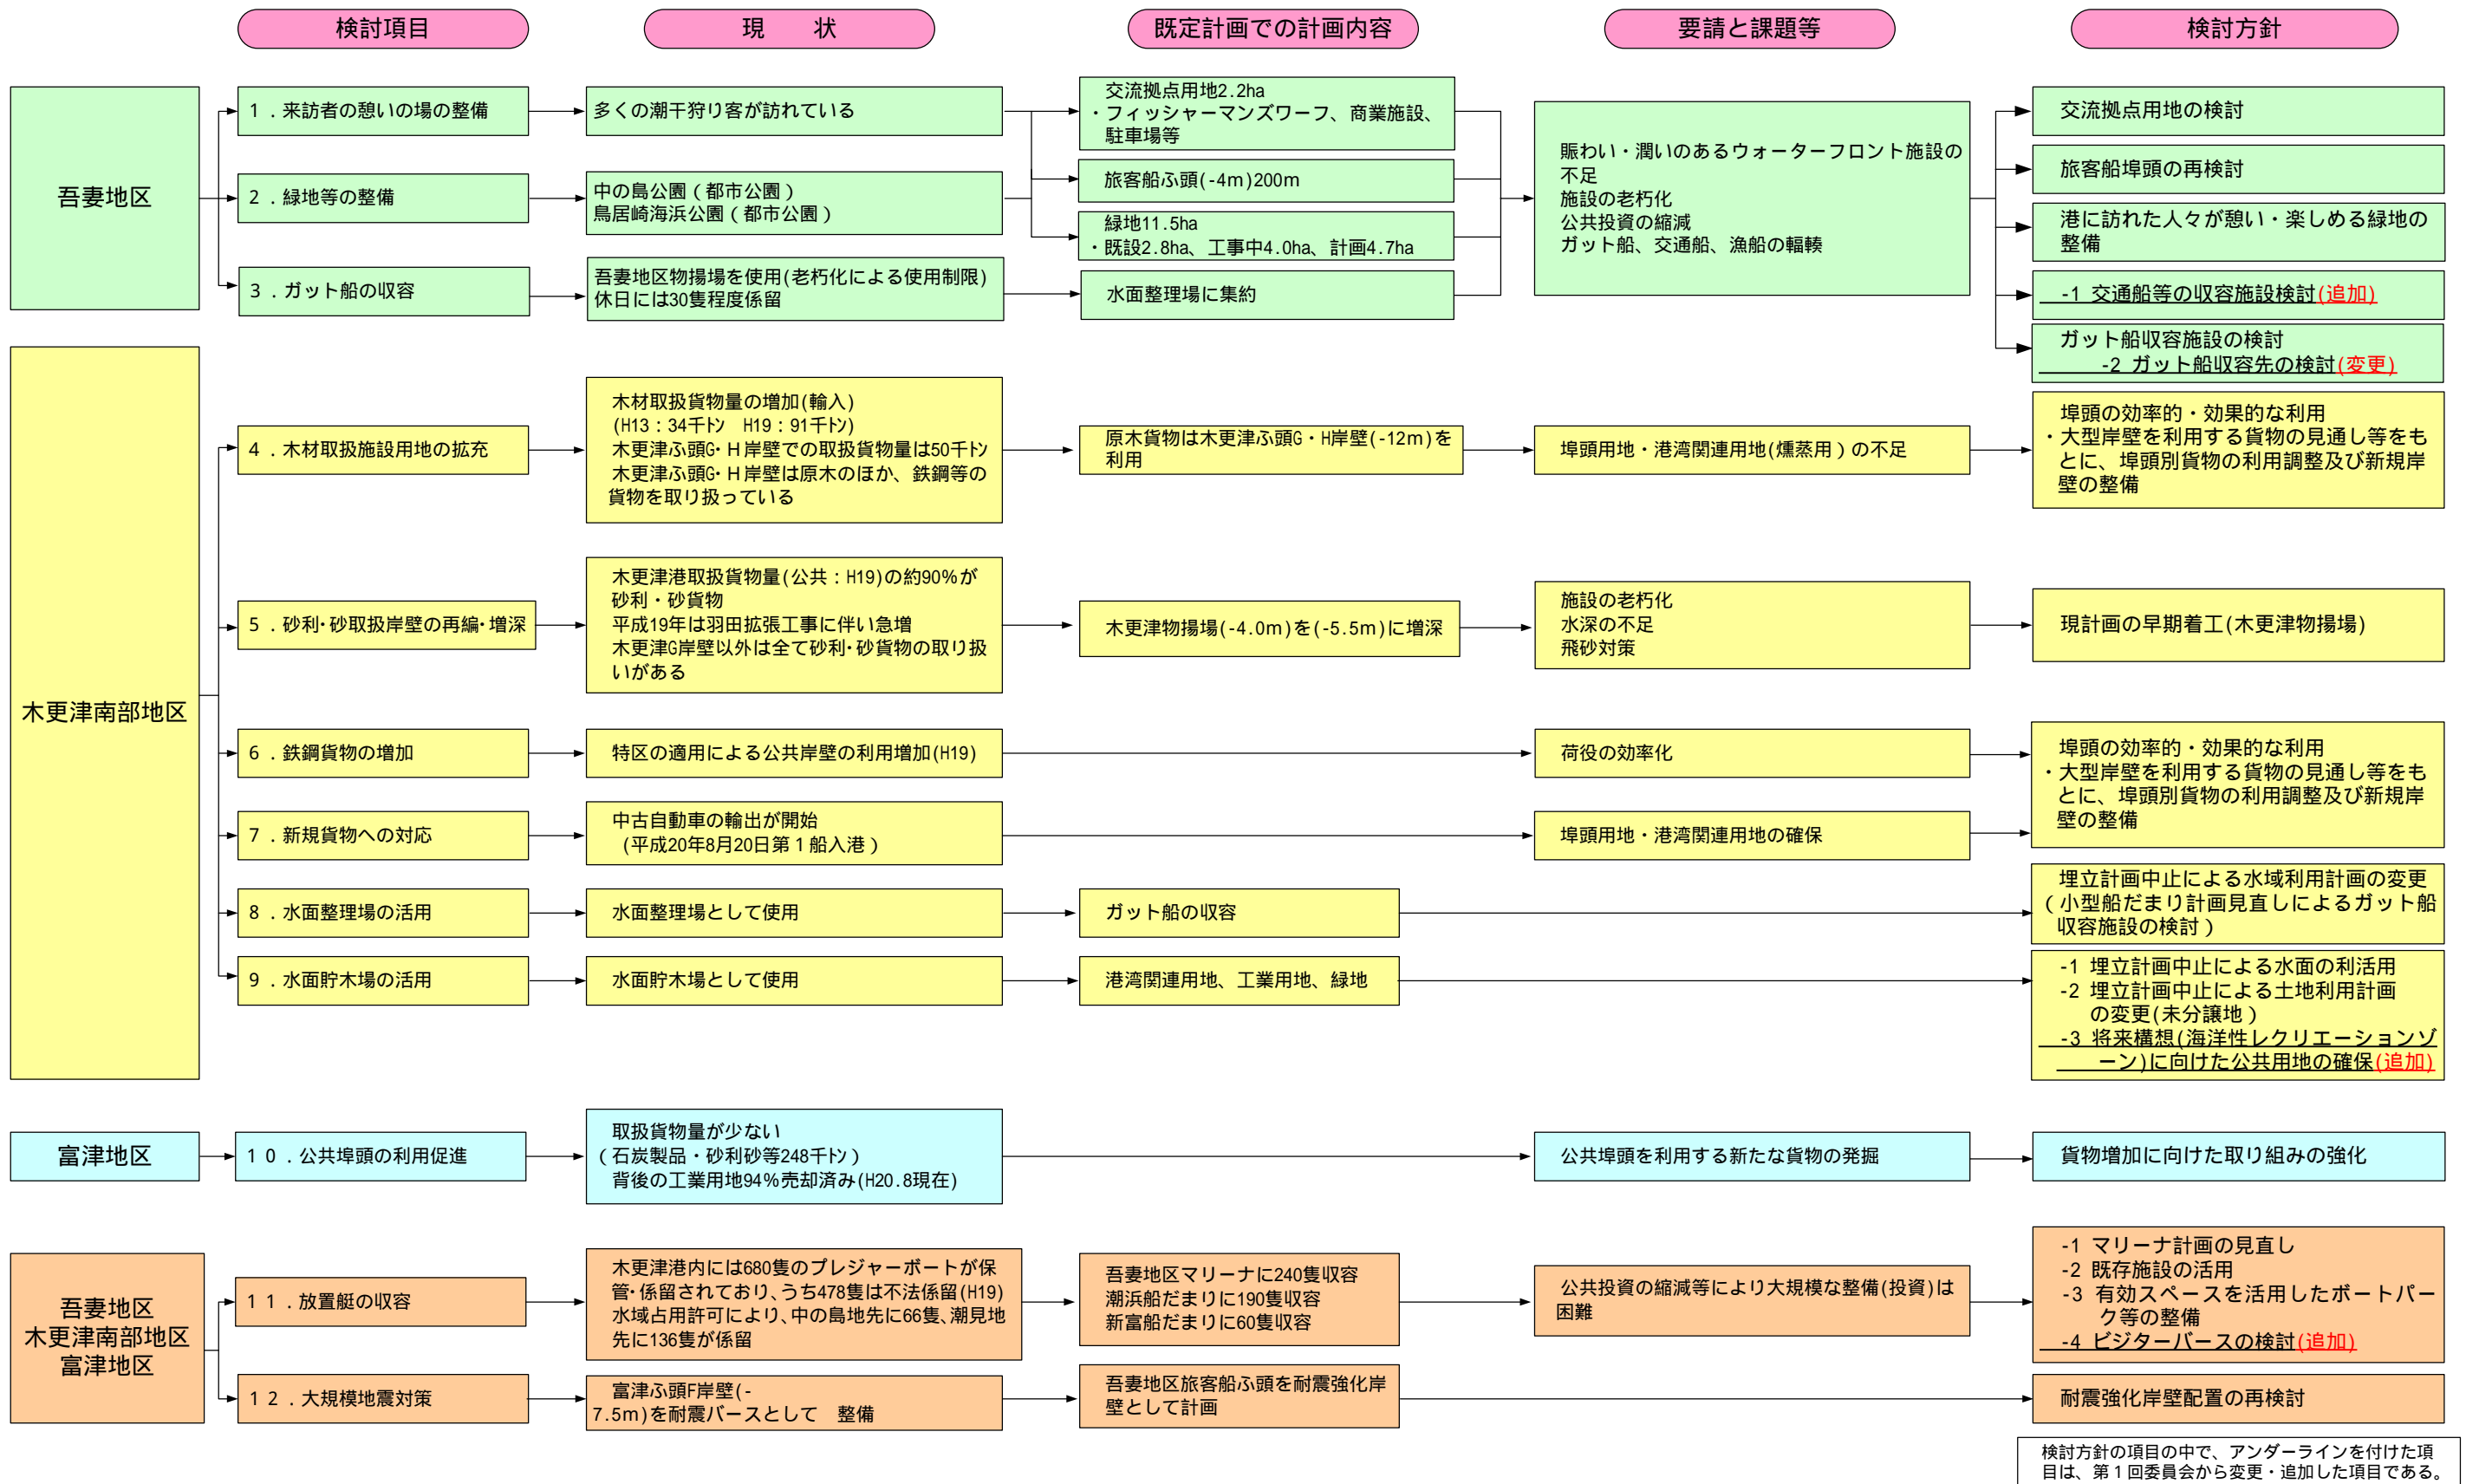 検討項目
現　　状
既定計画での計画内容
要請と課題等
検討方針
吾妻地区
１．来訪者の憩いの場の整備
多くの潮干狩り客が訪れている
交流拠点用地2.2ha
・フィッシャーマンズワーフ、商業施設、
駐車場等
２．緑地等の整備
中の島公園（都市公園）
鳥居崎海浜公園（都市公園）
旅客船ふ頭(-4m)200m
緑地11.5ha
・既設2.8ha、工事中4.0ha、計画4.7ha
３．ガット船の収容
吾妻地区物揚場を使用(老朽化による使用制限)
休日には30隻程度係留
水面整理場に集約
賑わい・潤いのあるウォーターフロント施設の
不足
施設の老朽化
公共投資の縮減
ガット船、交通船、漁船の輻輳
交流拠点用地の検討
旅客船埠頭の再検討
港に訪れた人々が憩い・楽しめる緑地の
整備
-1 交通船等の収容施設検討(追加)
ガット船収容施設の検討
-2 ガット船収容先の検討(変更)
木更津南部地区
４．木材取扱施設用地の拡充
木材取扱貨物量の増加(輸入)
(H13：34千トン　H19：91千トン)
木更津ふ頭G・H岸壁での取扱貨物量は50千トン
木更津ふ頭G・H岸壁は原木のほか、鉄鋼等の
貨物を取り扱っている
原木貨物は木更津ふ頭G・H岸壁(-12m)を
利用
埠頭用地・港湾関連用地(燻蒸用）の不足
埠頭の効率的・効果的な利用
・大型岸壁を利用する貨物の見通し等をも
とに、埠頭別貨物の利用調整及び新規岸
壁の整備
５．砂利・砂取扱岸壁の再編・増深
木更津港取扱貨物量(公共：H19)の約90％が
砂利・砂貨物
平成19年は羽田拡張工事に伴い急増
木更津G岸壁以外は全て砂利・砂貨物の取り扱
いがある
木更津物揚場(-4.0m)を(-5.5m)に増深
施設の老朽化
水深の不足
飛砂対策
現計画の早期着工(木更津物揚場)
６．鉄鋼貨物の増加
特区の適用による公共岸壁の利用増加(H19)
荷役の効率化
埠頭の効率的・効果的な利用
・大型岸壁を利用する貨物の見通し等をも
とに、埠頭別貨物の利用調整及び新規岸
壁の整備
７．新規貨物への対応
中古自動車の輸出が開始
(平成20年8月20日第１船入港）
埠頭用地・港湾関連用地の確保
８．水面整理場の活用
水面整理場として使用
ガット船の収容
埋立計画中止による水域利用計画の変更
（小型船だまり計画見直しによるガット船
収容施設の検討）
９．水面貯木場の活用
水面貯木場として使用
港湾関連用地、工業用地、緑地
-1 埋立計画中止による水面の利活用
-2 埋立計画中止による土地利用計画
の変更(未分譲地）
-3 将来構想(海洋性レクリエーションゾ
ーン)に向けた公共用地の確保(追加)
富津地区
１０．公共埠頭の利用促進
取扱貨物量が少ない
（石炭製品・砂利砂等248千トン）
背後の工業用地94％売却済み(H20.8現在)
公共埠頭を利用する新たな貨物の発掘
貨物増加に向けた取り組みの強化
吾妻地区
木更津南部地区
富津地区
１１．放置艇の収容
木更津港内には680隻のプレジャーボートが保
管・係留されており、うち478隻は不法係留(H19)
水域占用許可により、中の島地先に66隻、潮見地
先に136隻が係留
吾妻地区マリーナに240隻収容
潮浜船だまりに190隻収容
新富船だまりに60隻収容
公共投資の縮減等により大規模な整備(投資)は
困難
-1 マリーナ計画の見直し
-2 既存施設の活用
-3 有効スペースを活用したボートパー
ク等の整備
-4 ビジターバースの検討(追加)
１２．大規模地震対策
富津ふ頭F岸壁(-
7.5m)を耐震バースとして　整備
吾妻地区旅客船ふ頭を耐震強化岸
壁として計画
耐震強化岸壁配置の再検討
検討方針の項目の中で、アンダーラインを付けた項
目は、第１回委員会から変更・追加した項目である。